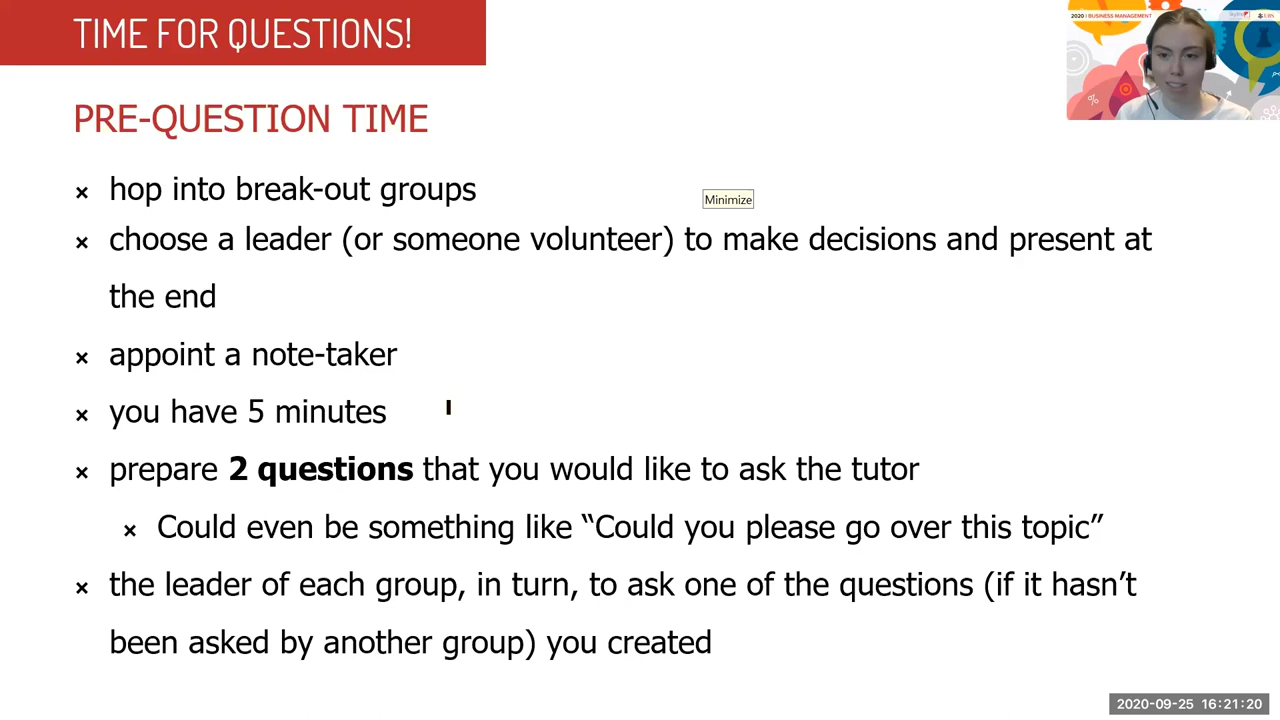 TIME FOR QUESTIONS!
2020 | BUSINESS MANAGEMENT
PRE-QUESTION TIME
× hop into break-out groups
Minimize
× choose a leader (or someone volunteer) to make decisions and present at
the end
× appoint a note-taker
× you have 5 minutes
× prepare 2 questions that you would like to ask the tutor
× Could even be something like “Could you please go over this topic”
× the leader of each group, in turn, to ask one of the questions (if it hasn’t
been asked by another group) you created
2020-09-25 16:21:20